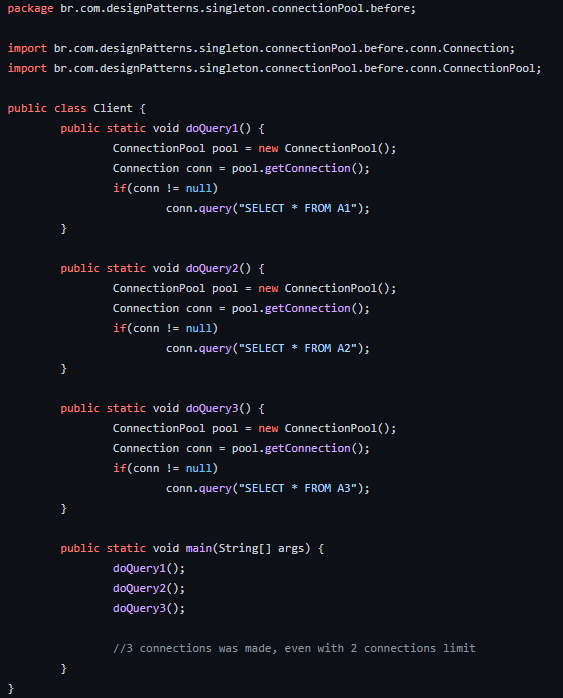 package br.com.designPatterns.singleton.connectionPool.before;
import br.com.designPatterns.singleton.connectionPool.before.conn.Connection;
import br.com.designPatterns.singleton.connectionPool.before.conn.ConnectionPool;
public class Client {
public static void doQuery1() {
ConnectionPool pool = new ConnectionPool();
Connection conn = pool.getConnection();
if(conn != null)
conn.query("SELECT * FROM A1");
}
public static void doQuery2() {
ConnectionPool pool = new ConnectionPool();
Connection conn = pool.getConnection();
if(conn != null)
conn.query("SELECT * FROM A2");
}
public static void doQuery3() {
ConnectionPool pool = new ConnectionPool();
Connection conn = pool.getConnection();
if(conn != null)
conn.query("SELECT * FROM A3");
}
public static void main(String[] args) {
doQuery1();
doQuery2();
doQuery3();
//3 connections was made, even with 2 connections limit
}
}